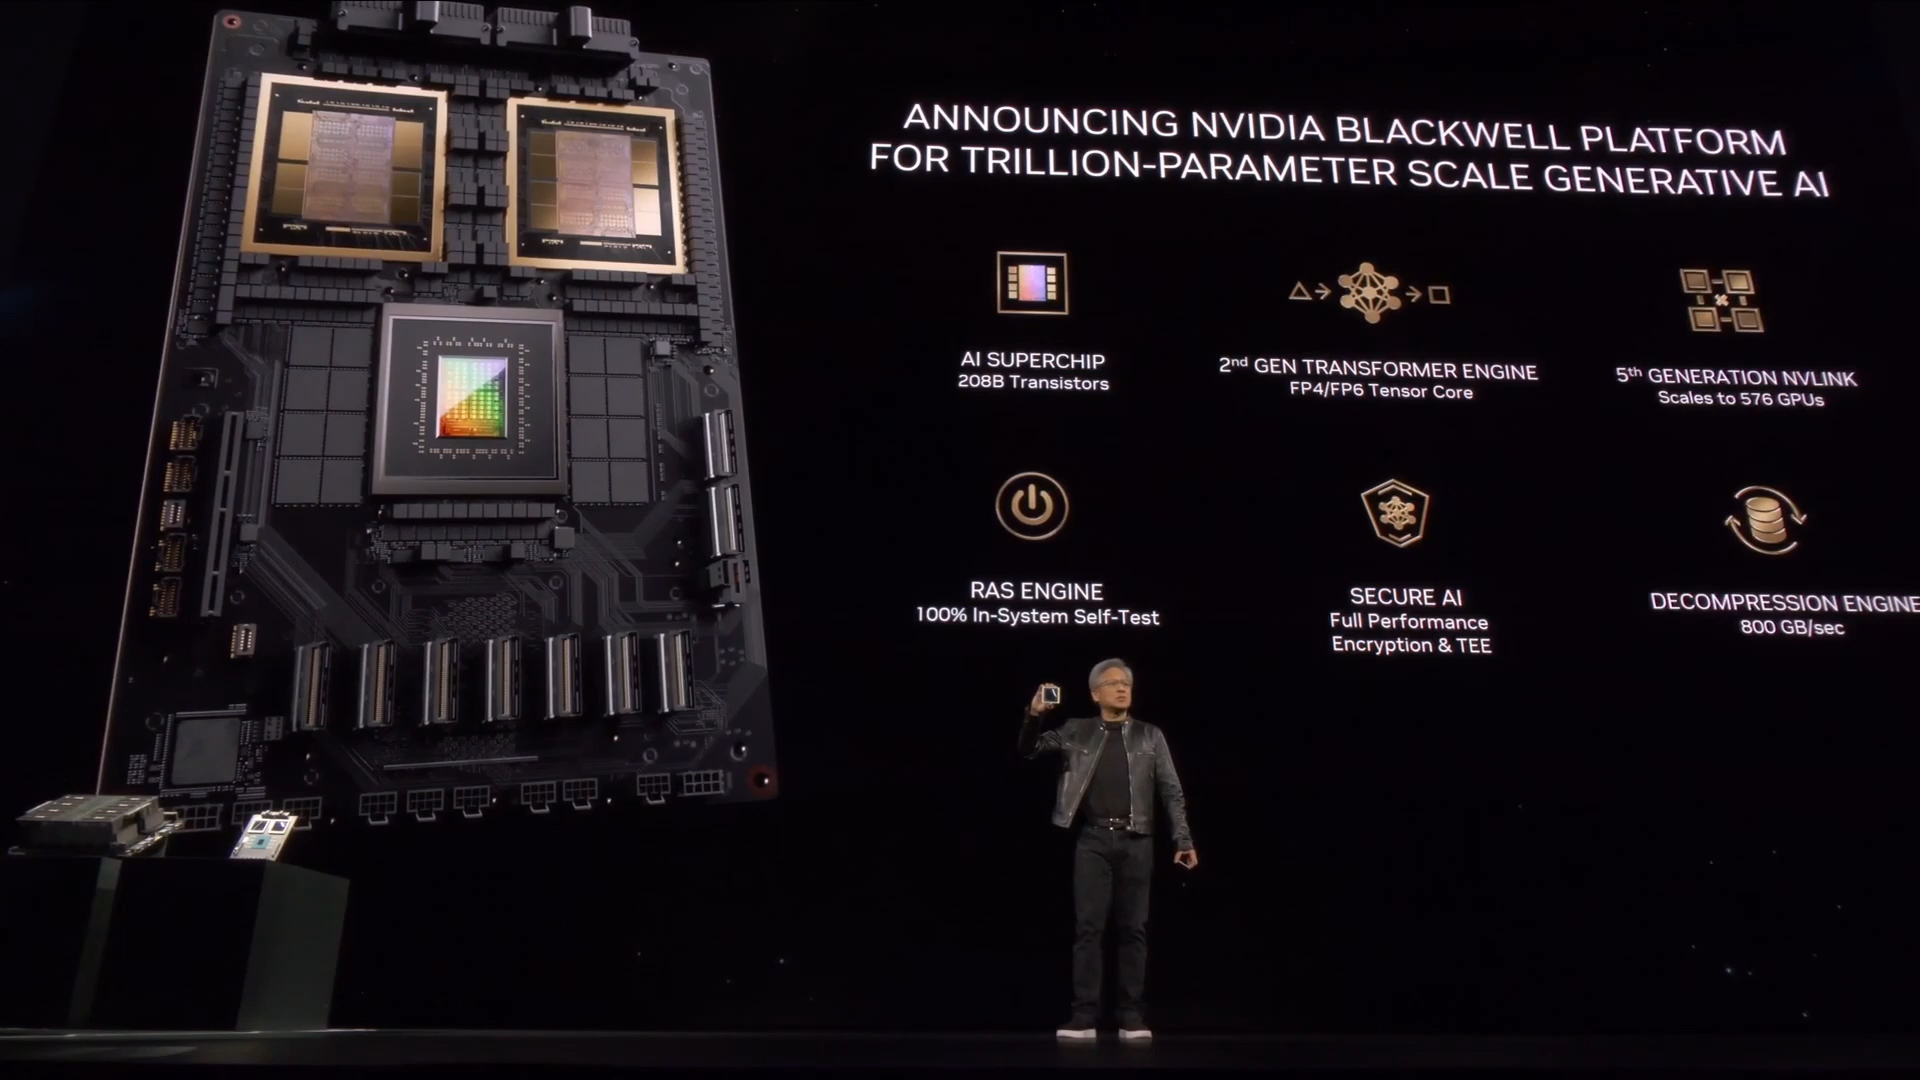 ANNOUNCING NVIDIA BLACKWELL PLATFORM
FOR TRILLION-PARAMETER SCALE GENERATIVE AI
AI SUPERCHIP
208B Transistors
2nd GEN TRANSFORMER ENGINE
FP4/FP6 Tensor Core
5th GENERATION NVLINK
Scales to 576 GPUs
RAS ENGINE
100% In-System Self-Test
SECURE AI
Full Performance
Encryption & TEE
DECOMPRESSION ENGINE
800 GB/sec